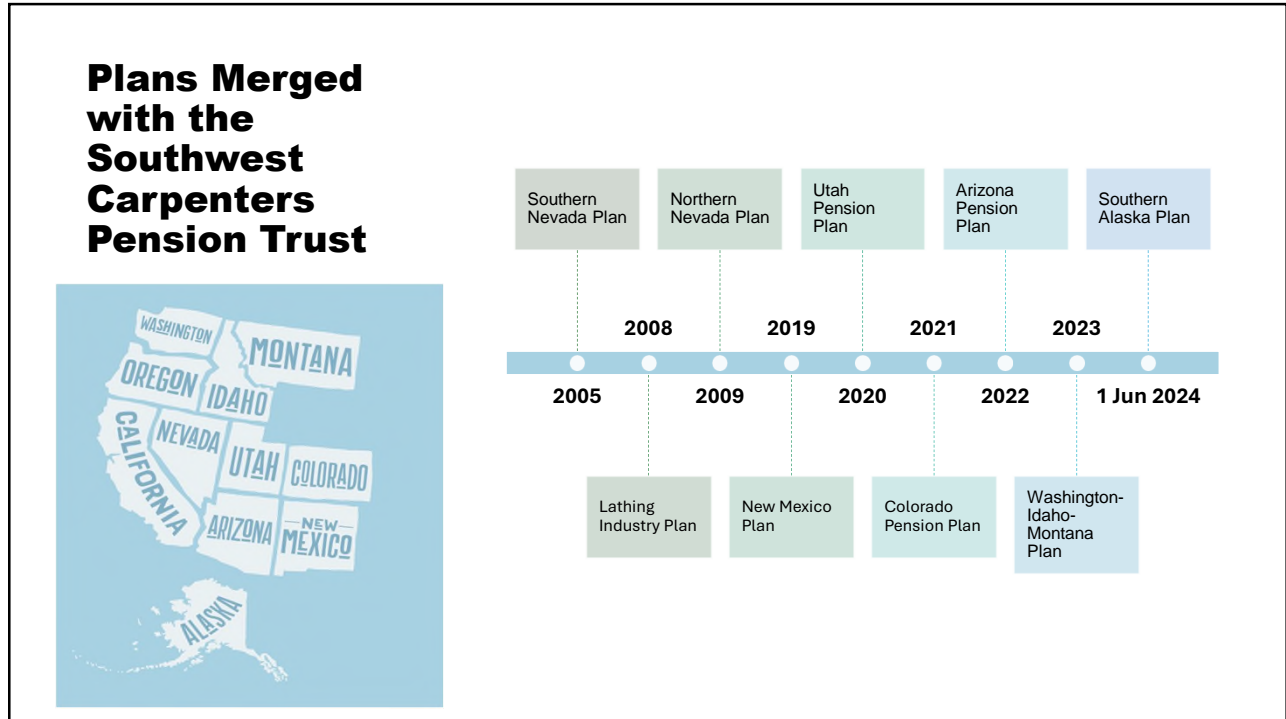 Plans Merged
with the
Southwest
Carpenters
Pension Trust
WASHINGTON
MONTANA
OREGON
IDAHO
CALIFORNIA
NEVADA
UTAH
COLORADO
ARIZONA
NEW
MEXICO
ALASKA
Southern
Nevada Plan
Northern
Nevada Plan
Utah
Pension
Plan
Arizona
Pension
Plan
Southern
Alaska Plan
2008
2019
2021
2023
2005
2009
2020
2022
1 Jun 2024
Lathing
Industry Plan
New Mexico
Plan
Colorado
Pension Plan
Washington-
Idaho-
Montana
Plan